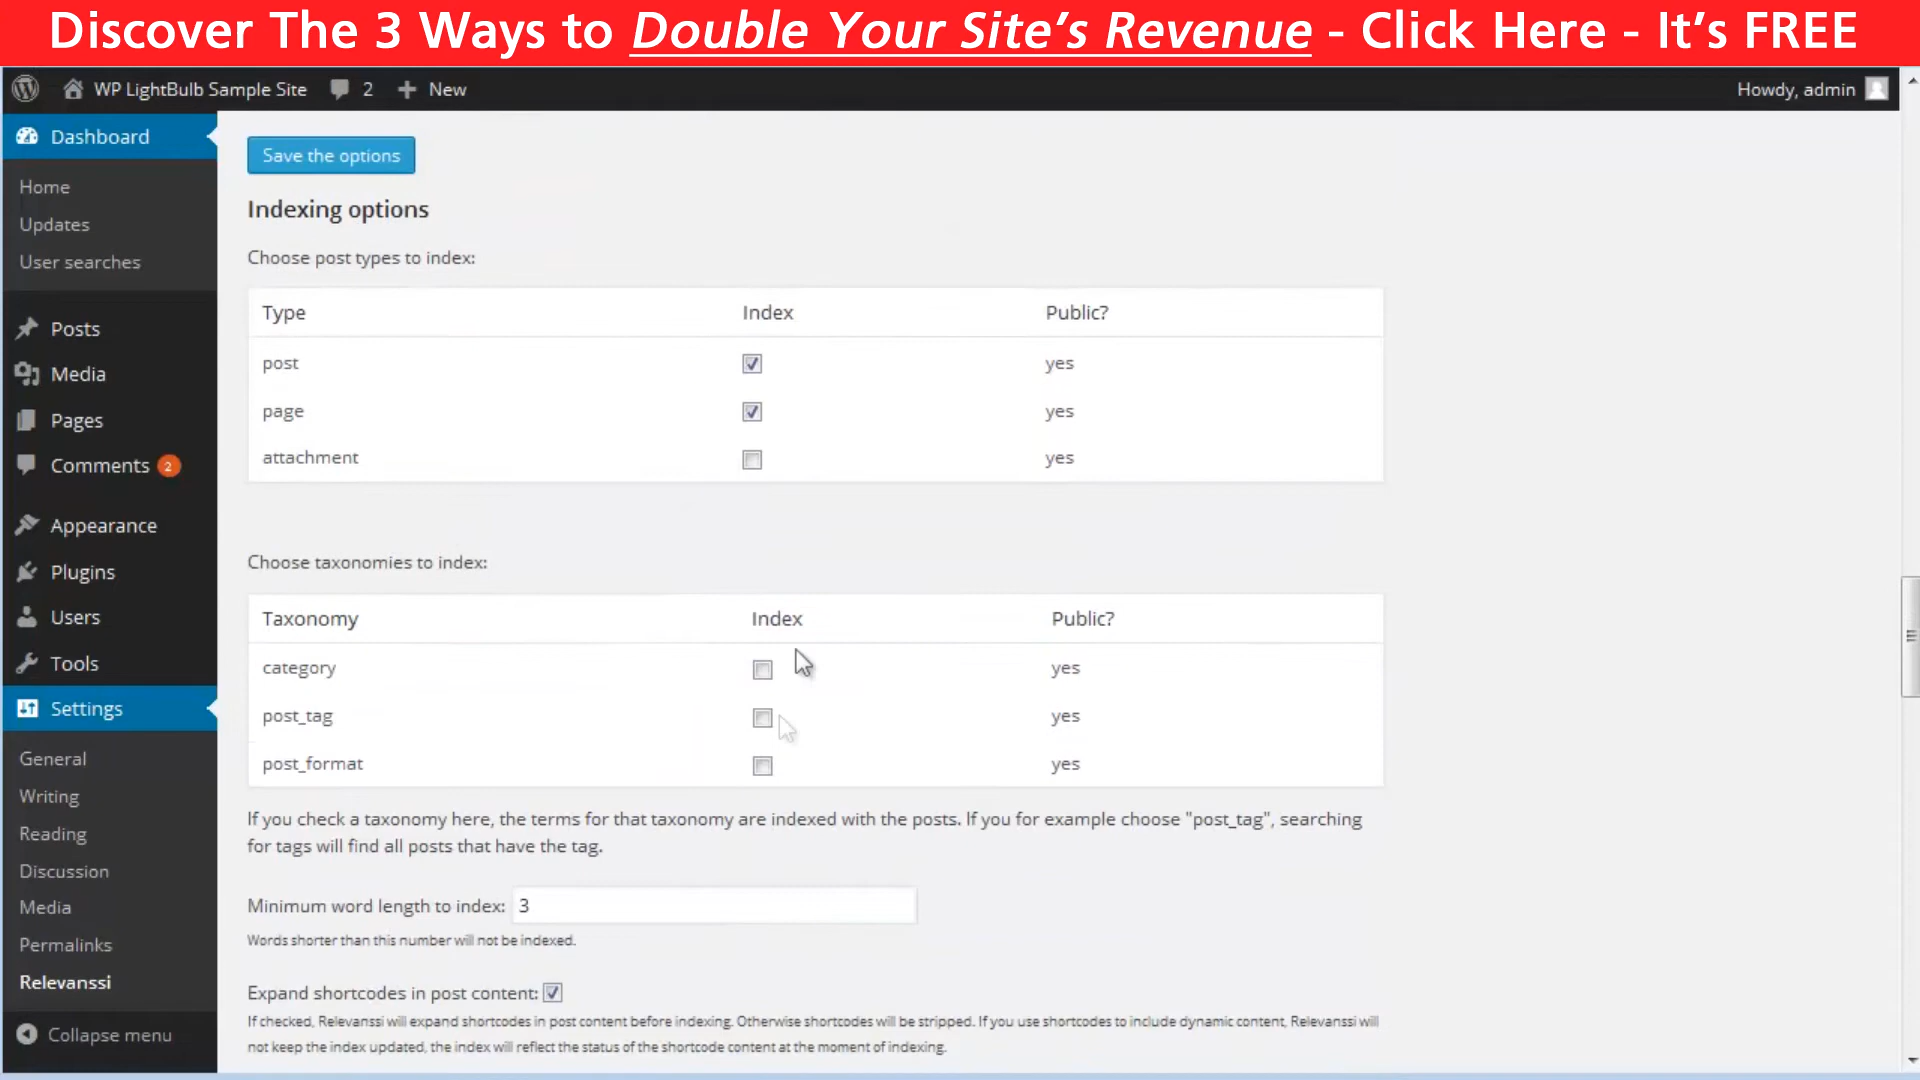 Discover The 3 Ways to Double Your Site's Revenue - Click Here - It's FREE
WP LightBulb Sample Site 2 New Howdy, admin
Dashboard
Home
Updates
User searches
Posts
Media
Pages
Comments 2
Appearance
Plugins
Users
Tools
Settings
General
Writing
Reading
Discussion
Media
Permalinks
Relevanssi
Collapse menu
Save the options
Indexing options
Choose post types to index:
Type Index Public?
post yes
page yes
attachment yes
Choose taxonomies to index:
Taxonomy Index Public?
category yes
post_tag yes
post_format yes
If you check a taxonomy here, the terms for that taxonomy are indexed with the posts. If you for example choose "post_tag", searching
for tags will find all posts that have the tag.
Minimum word length to index: 3
Words shorter than this number will not be indexed.
Expand shortcodes in post content:
If checked, Relevanssi will expand shortcodes in post content before indexing. Otherwise shortcodes will be stripped. If you use shortcodes to include dynamic content, Relevanssi will
not keep the index updated, the index will reflect the status of the shortcode content at the moment of indexing.